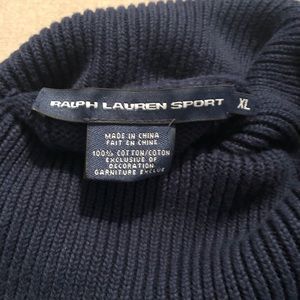 RALPH LAUREN SPORT XL
MADE IN CHINA
FAIT EN CHINE
100% COTTON/COTON
EXCLUSIVE OF
DECORATION
GARNITURE EXCLUE